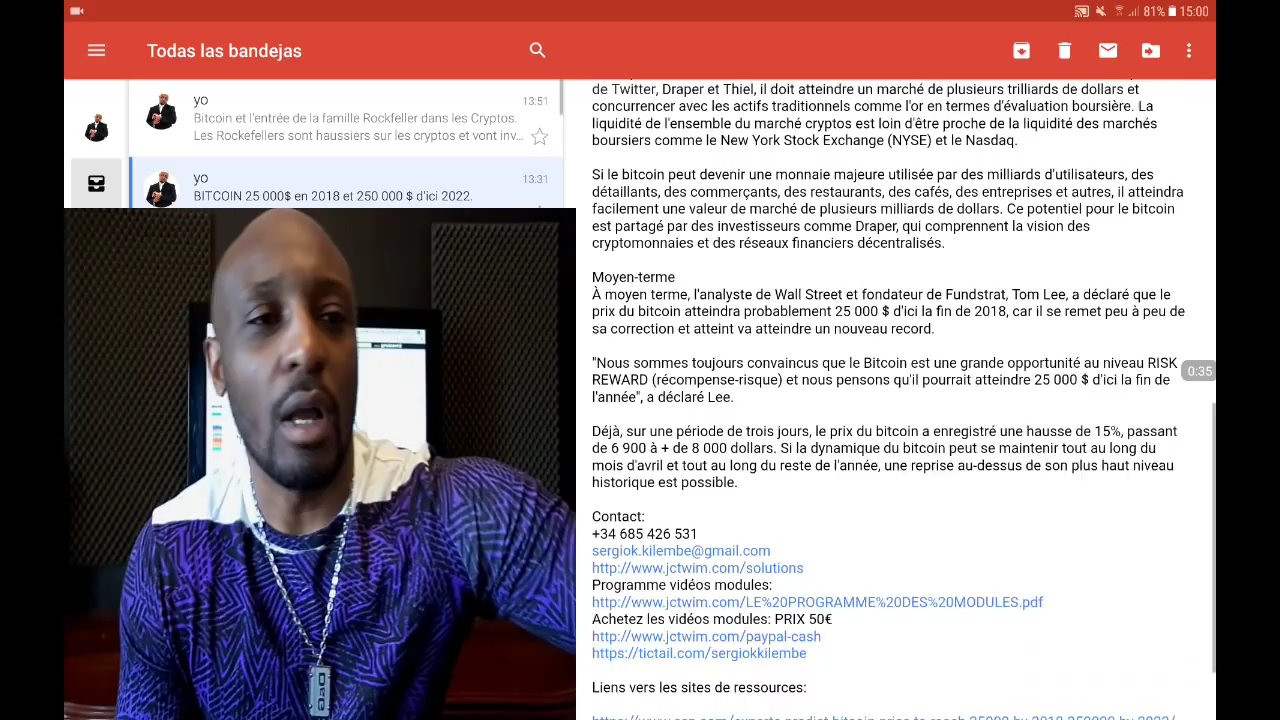 81% 15:00
Todas las bandejas
yo 13:51
Bitcoin et l'entrée de la famille Rockfeller dans les Cryptos.
Les Rockefellers sont haussiers sur les cryptos et vont inv...
yo 13:31
BITCOIN 25 000$ en 2018 et 250 000 $ d'ici 2022.
de Twitter, Draper et Thiel, il doit atteindre un marché de plusieurs trilliards de dollars et
concurrencer avec les actifs traditionnels comme l'or en termes d'évaluation boursière. La
liquidité de l'ensemble du marché cryptos est loin d'être proche de la liquidité des marchés
boursiers comme le New York Stock Exchange (NYSE) et le Nasdaq.
Si le bitcoin peut devenir une monnaie majeure utilisée par des milliards d'utilisateurs, des
détaillants, des commerçants, des restaurants, des cafés, des entreprises et autres, il atteindra
facilement une valeur de marché de plusieurs milliards de dollars. Ce potentiel pour le bitcoin
est partagé par des investisseurs comme Draper, qui comprennent la vision des
cryptomonnaies et des réseaux financiers décentralisés.
Moyen-terme
À moyen terme, l'analyste de Wall Street et fondateur de Fundstrat, Tom Lee, a déclaré que le
prix du bitcoin atteindra probablement 25 000 $ d'ici la fin de 2018, car il se remet peu à peu de
sa correction et atteint va atteindre un nouveau record.
"Nous sommes toujours convaincus que le Bitcoin est une grande opportunité au niveau RISK
REWARD (récompense-risque) et nous pensons qu'il pourrait atteindre 25 000 $ d'ici la fin de
l'année", a déclaré Lee.
0:35
Déjà, sur une période de trois jours, le prix du bitcoin a enregistré une hausse de 15%, passant
de 6 900 à + de 8 000 dollars. Si la dynamique du bitcoin peut se maintenir tout au long du
mois d'avril et tout au long du reste de l'année, une reprise au-dessus de son plus haut niveau
historique est possible.
Contact:
+34 685 426 531
sergiok.kilembe@gmail.com
http://www.jctwim.com/solutions
Programme vidéos modules:
http://www.jctwim.com/LE%20PROGRAMME%20DES%20MODULES.pdf
Achetez les vidéos modules: PRIX 50€
http://www.jctwim.com/paypal-cash
https://tictail.com/sergiokkilembe
Liens vers les sites de ressources: